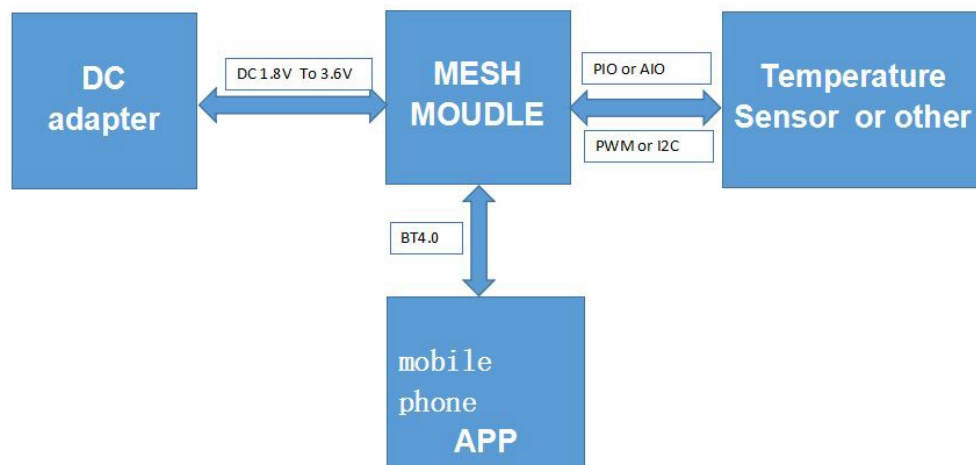 DC
adapter
DC 1.8V To 3.6V
MESH
MOUDLE
PIO or AIO
PWM or I2C
Temperature
Sensor or other
BT4.0
mobile
phone
APP